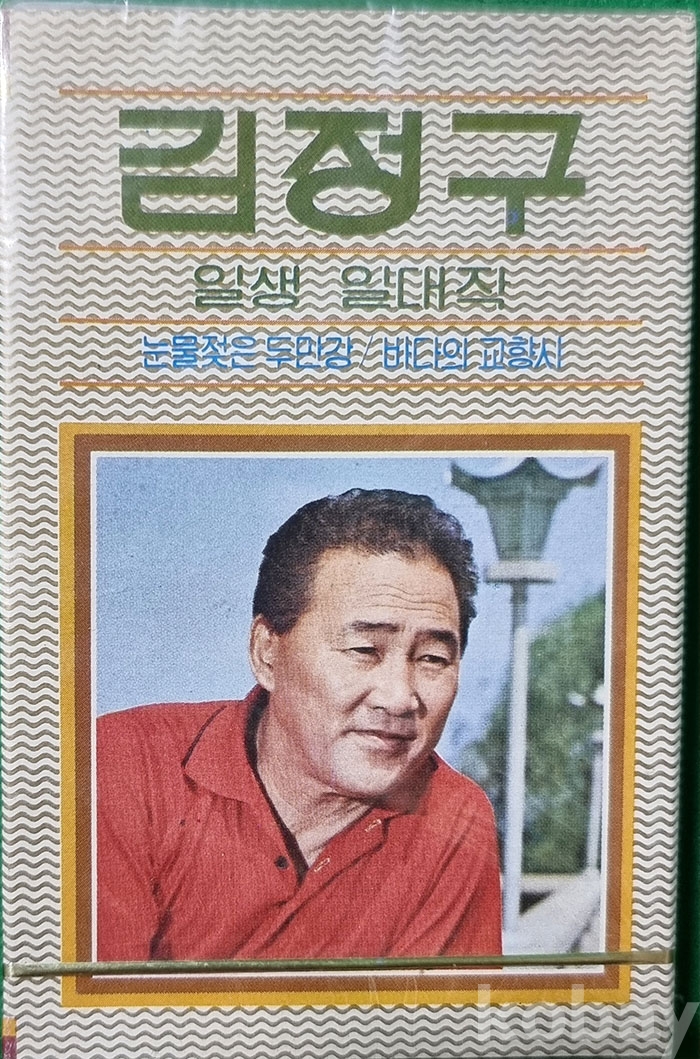 김정구
일생 일대작
눈물젖은 두만강/바다의 교향시
kobay